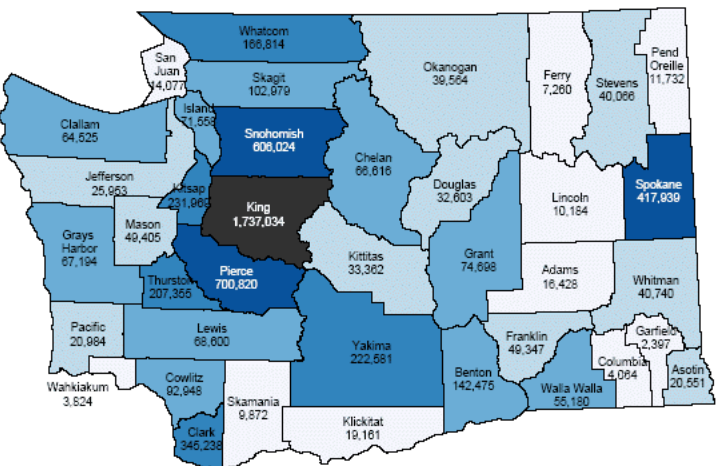 Whatcom
166,814
San
Juan
14,077
Skagit
102,979
Island
71,558
Okanogan
39,564
Ferry
7,260
Stevens
40,066
Pend
Oreille
11,732
Clallam
64,525
Snohomish
606,024
Chelan
66,616
Jefferson
25,953
Kitsap
231,969
King
1,737,034
Douglas
32,603
Lincoln
10,184
Spokane
417,939
Grays
Harbor
67,194
Mason
49,405
Kittitas
33,362
Grant
74,698
Adams
16,428
Whitman
40,740
Thurston
207,355
Pierce
700,820
Pacific
20,984
Lewis
68,600
Yakima
222,581
Franklin
49,347
Garfield
2,397
Columbia
4,064
Asotin
20,551
Wahkiakum
3,824
Cowlitz
92,948
Skamania
9,872
Benton
142,475
Walla Walla
55,180
Clark
345,238
Klickitat
19,161